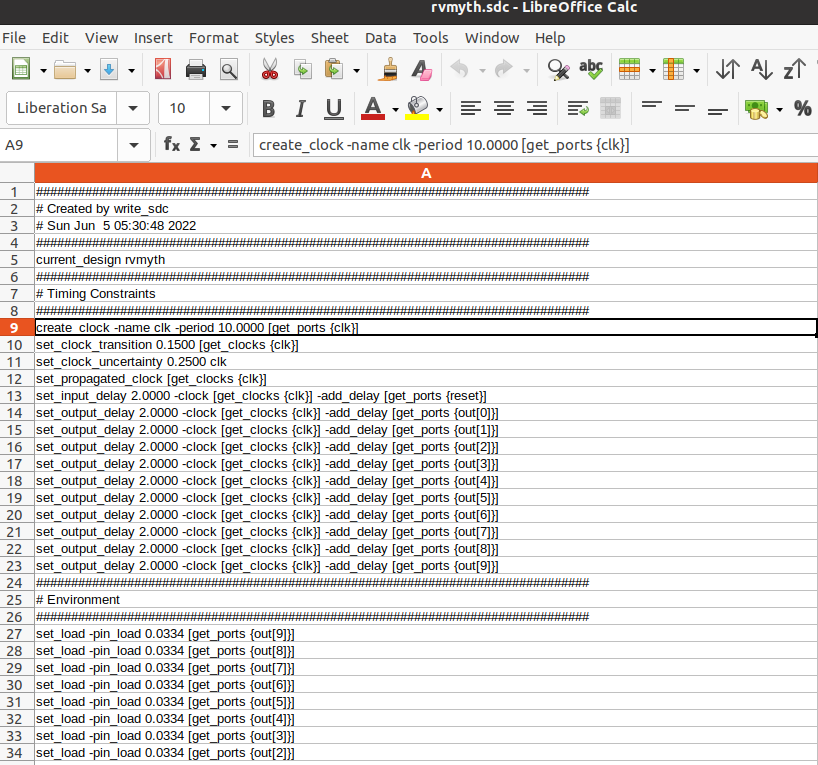 rvmyth.sdc - LibreOffice Calc
File Edit View Insert Format Styles Sheet Data Tools Window Help
Liberation Sa 10 B I U A %
A9 fx Σ = create_clock -name clk -period 10.0000 [get_ports {clk}]
A
1 ###############################################################################
2 # Created by write_sdc
3 # Sun Jun  5 05:30:48 2022
4 ###############################################################################
5 current_design rvmyth
6 ###############################################################################
7 # Timing Constraints
8 ###############################################################################
9 create_clock -name clk -period 10.0000 [get_ports {clk}]
10 set_clock_transition 0.1500 [get_clocks {clk}]
11 set_clock_uncertainty 0.2500 clk
12 set_propagated_clock [get_clocks {clk}]
13 set_input_delay 2.0000 -clock [get_clocks {clk}] -add_delay [get_ports {reset}]
14 set_output_delay 2.0000 -clock [get_clocks {clk}] -add_delay [get_ports {out[0]}]
15 set_output_delay 2.0000 -clock [get_clocks {clk}] -add_delay [get_ports {out[1]}]
16 set_output_delay 2.0000 -clock [get_clocks {clk}] -add_delay [get_ports {out[2]}]
17 set_output_delay 2.0000 -clock [get_clocks {clk}] -add_delay [get_ports {out[3]}]
18 set_output_delay 2.0000 -clock [get_clocks {clk}] -add_delay [get_ports {out[4]}]
19 set_output_delay 2.0000 -clock [get_clocks {clk}] -add_delay [get_ports {out[5]}]
20 set_output_delay 2.0000 -clock [get_clocks {clk}] -add_delay [get_ports {out[6]}]
21 set_output_delay 2.0000 -clock [get_clocks {clk}] -add_delay [get_ports {out[7]}]
22 set_output_delay 2.0000 -clock [get_clocks {clk}] -add_delay [get_ports {out[8]}]
23 set_output_delay 2.0000 -clock [get_clocks {clk}] -add_delay [get_ports {out[9]}]
24 ###############################################################################
25 # Environment
26 ###############################################################################
27 set_load -pin_load 0.0334 [get_ports {out[9]}]
28 set_load -pin_load 0.0334 [get_ports {out[8]}]
29 set_load -pin_load 0.0334 [get_ports {out[7]}]
30 set_load -pin_load 0.0334 [get_ports {out[6]}]
31 set_load -pin_load 0.0334 [get_ports {out[5]}]
32 set_load -pin_load 0.0334 [get_ports {out[4]}]
33 set_load -pin_load 0.0334 [get_ports {out[3]}]
34 set_load -pin_load 0.0334 [get_ports {out[2]}]